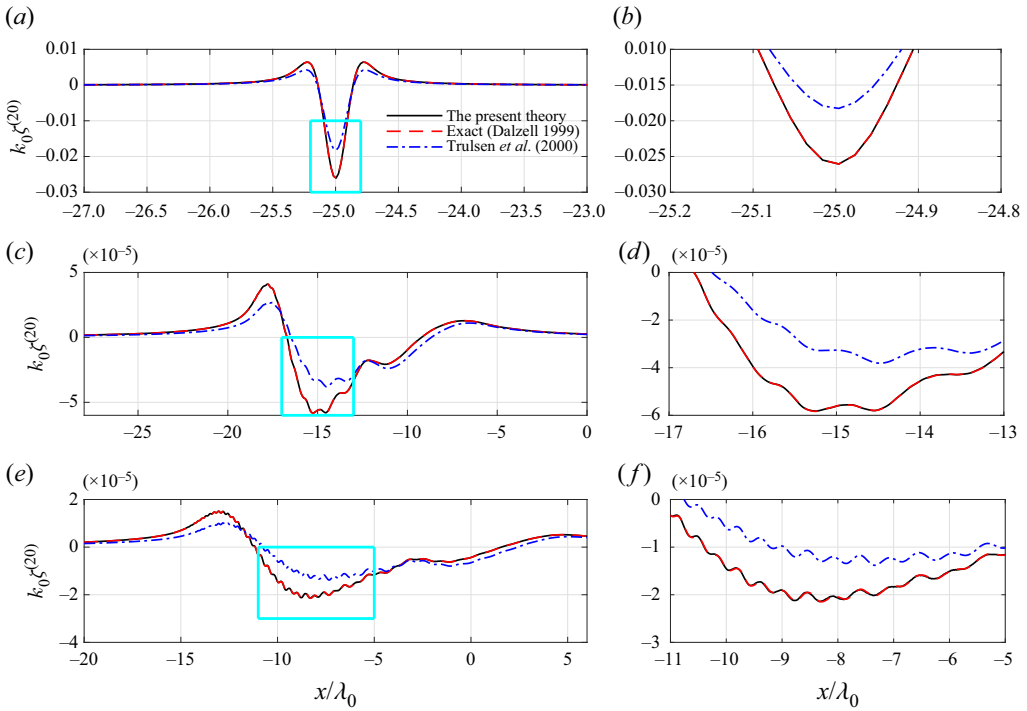 (a)
0.01
0
−0.01
−0.02
−0.03
k₀ζ⁽²⁰⁾
−27.0 −26.5 −26.0 −25.5 −25.0 −24.5 −24.0 −23.5 −23.0
The present theory
Exact (Dalzell 1999)
Trulsen et al. (2000)
(b)
0.010
−0.015
−0.020
−0.025
−0.030
−25.2 −25.1 −25.0 −24.9 −24.8
(c)
(×10⁻⁵)
5
0
−5
k₀ζ⁽²⁰⁾
−25 −20 −15 −10 −5 0
(d)
(×10⁻⁵)
0
−2
−4
−6
−17 −16 −15 −14 −13
(e)
(×10⁻⁵)
2
0
−2
−4
k₀ζ⁽²⁰⁾
−20 −15 −10 −5 0 5
x/λ₀
(f)
(×10⁻⁵)
0
−1
−2
−3
−11 −10 −9 −8 −7 −6 −5
x/λ₀